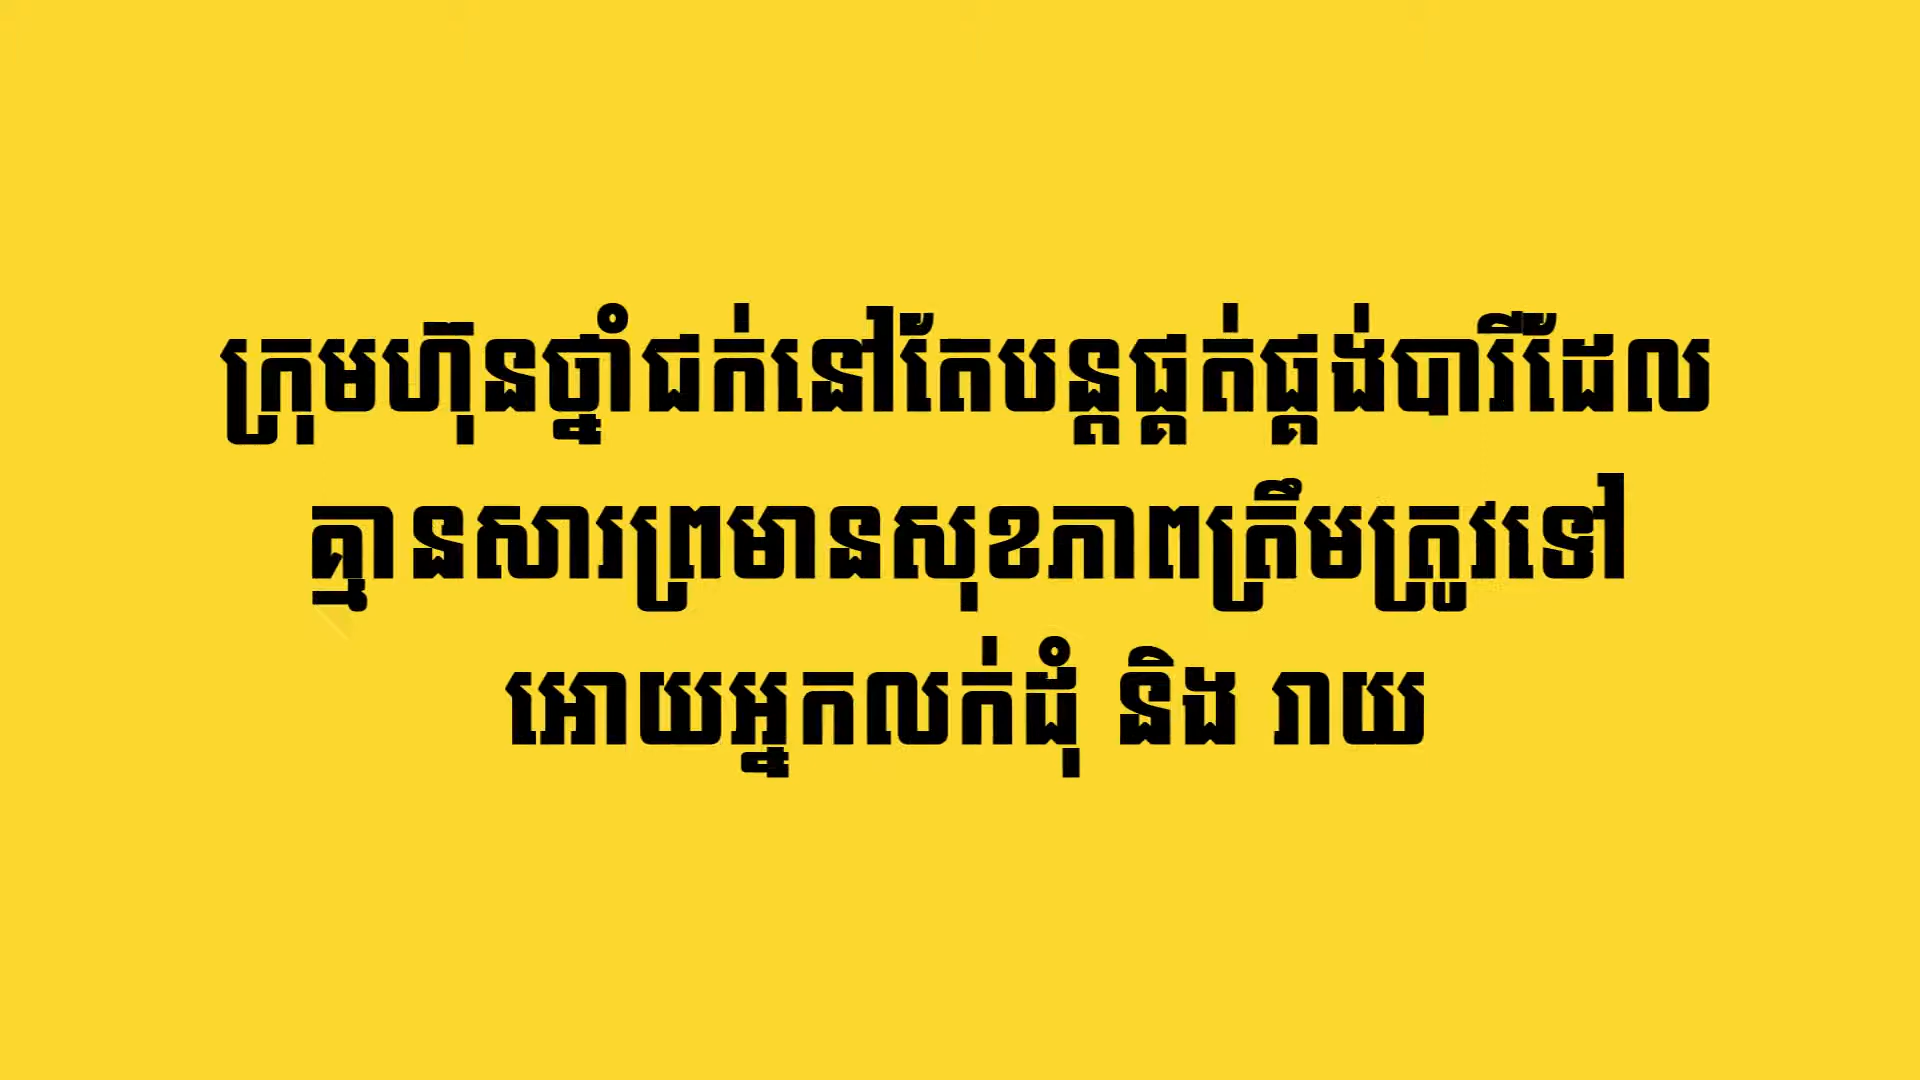 ក្រុមហ៊ុនថ្នាំជក់នៅតែបន្តផ្គត់ផ្គង់បារីដែល
គ្មានសារព្រមានសុខភាពត្រឹមត្រូវទៅ
អោយអ្នកលក់ដុំ និង រាយ